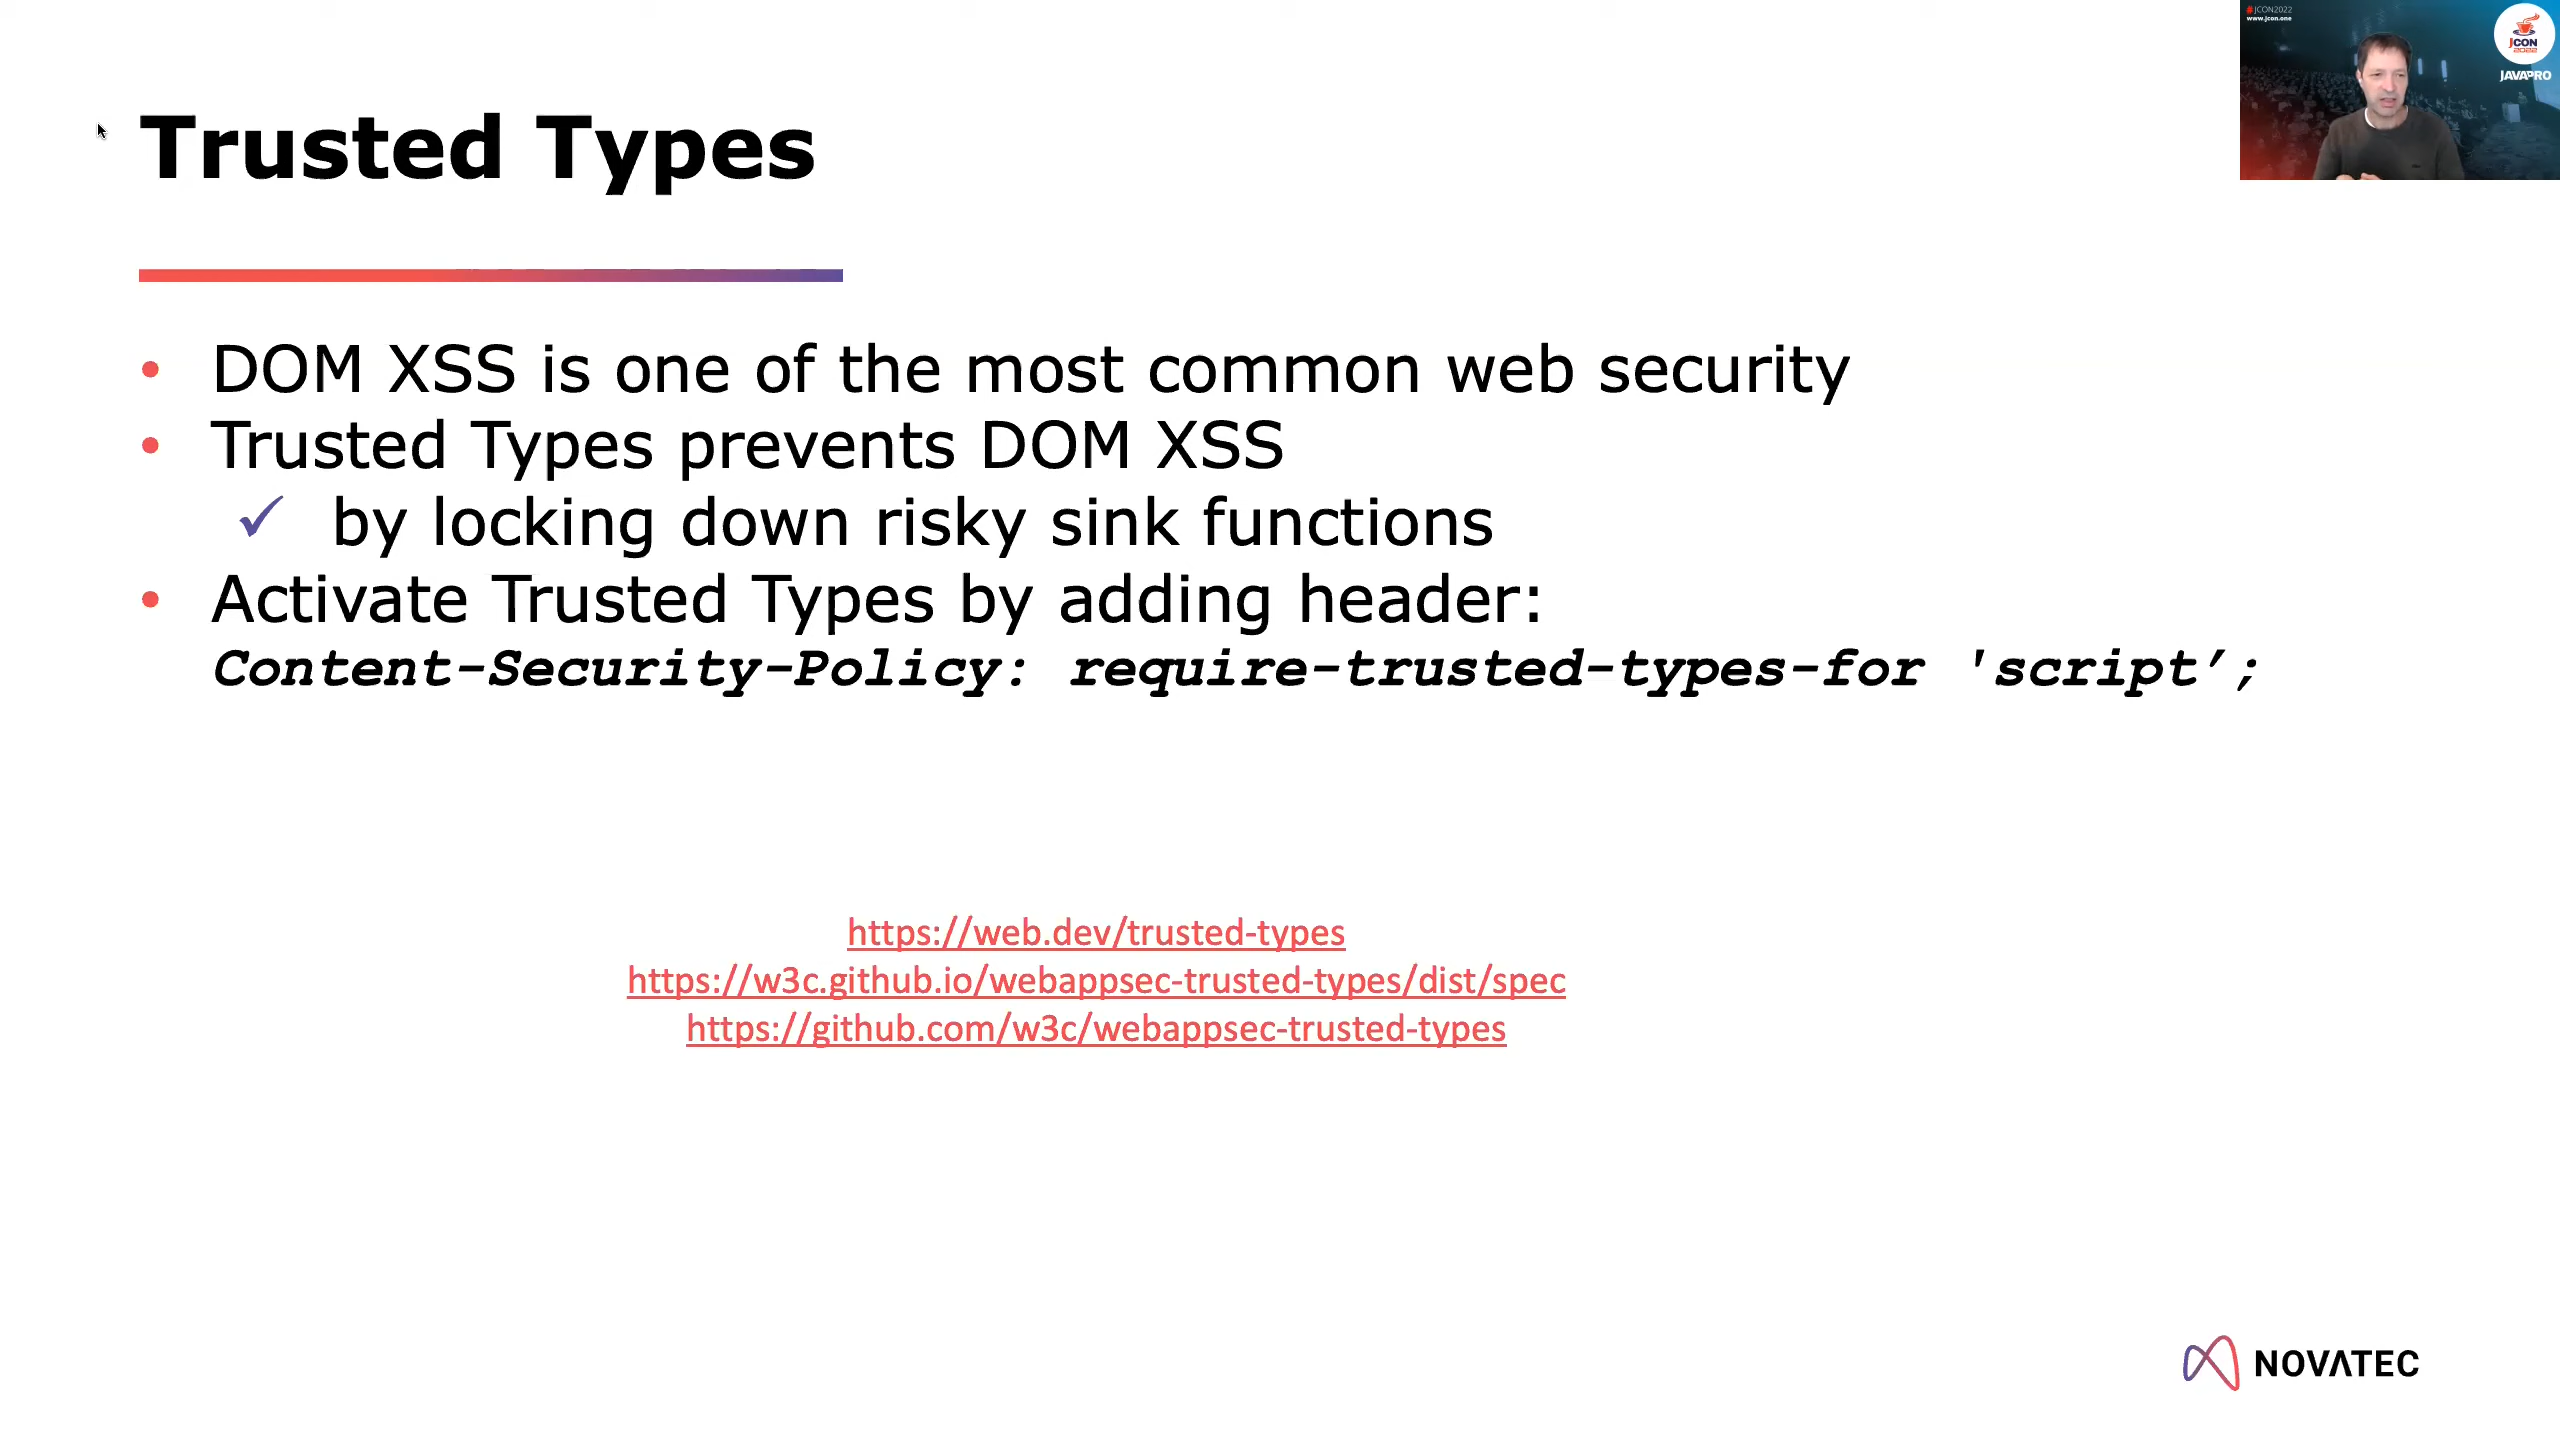 #JCON2022
www.jcon.one
JCON
2022
JAVAPRO
Trusted Types
• DOM XSS is one of the most common web security
• Trusted Types prevents DOM XSS
✓ by locking down risky sink functions
• Activate Trusted Types by adding header:
Content-Security-Policy: require-trusted-types-for 'script’;
https://web.dev/trusted-types
https://w3c.github.io/webappsec-trusted-types/dist/spec
https://github.com/w3c/webappsec-trusted-types
NOVATEC